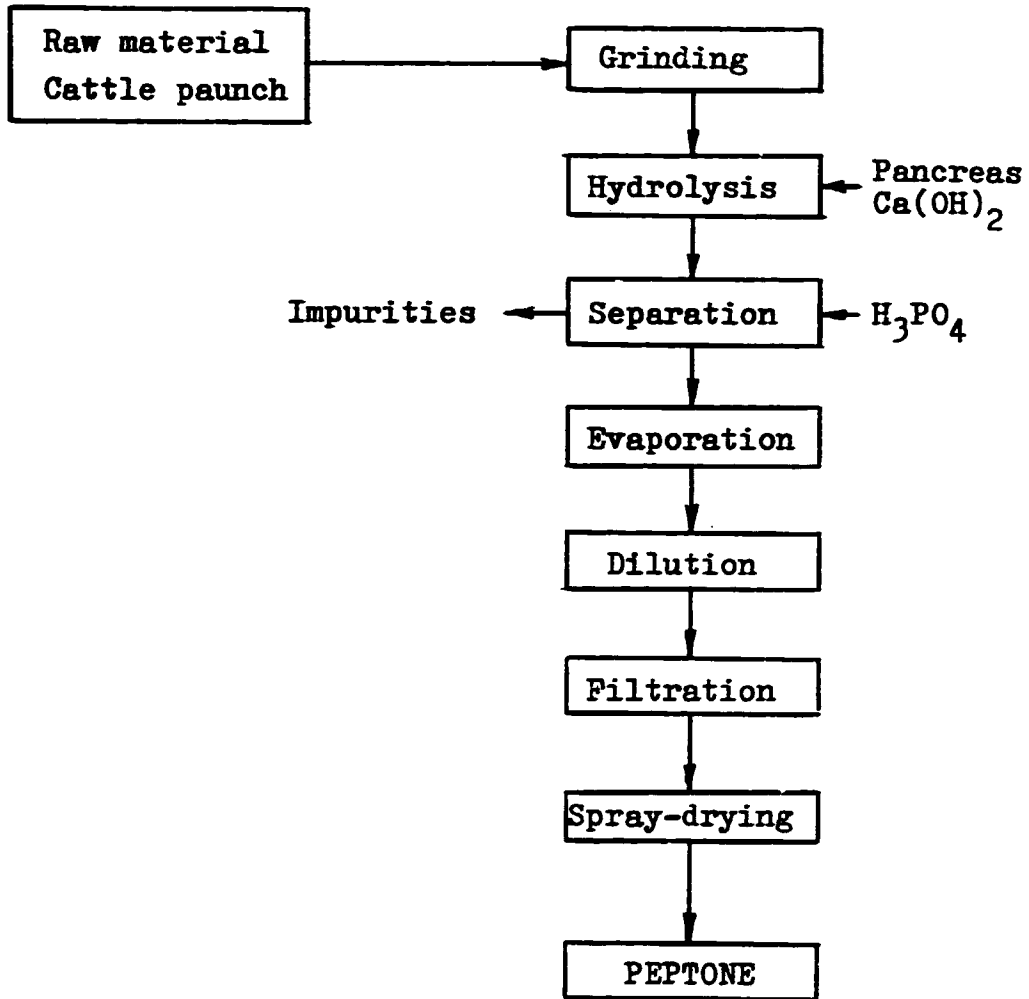 Raw material
Cattle paunch
Grinding
Hydrolysis
Pancreas
Ca(OH)₂
Impurities
Separation
H₃PO₄
Evaporation
Dilution
Filtration
Spray-drying
PEPTONE